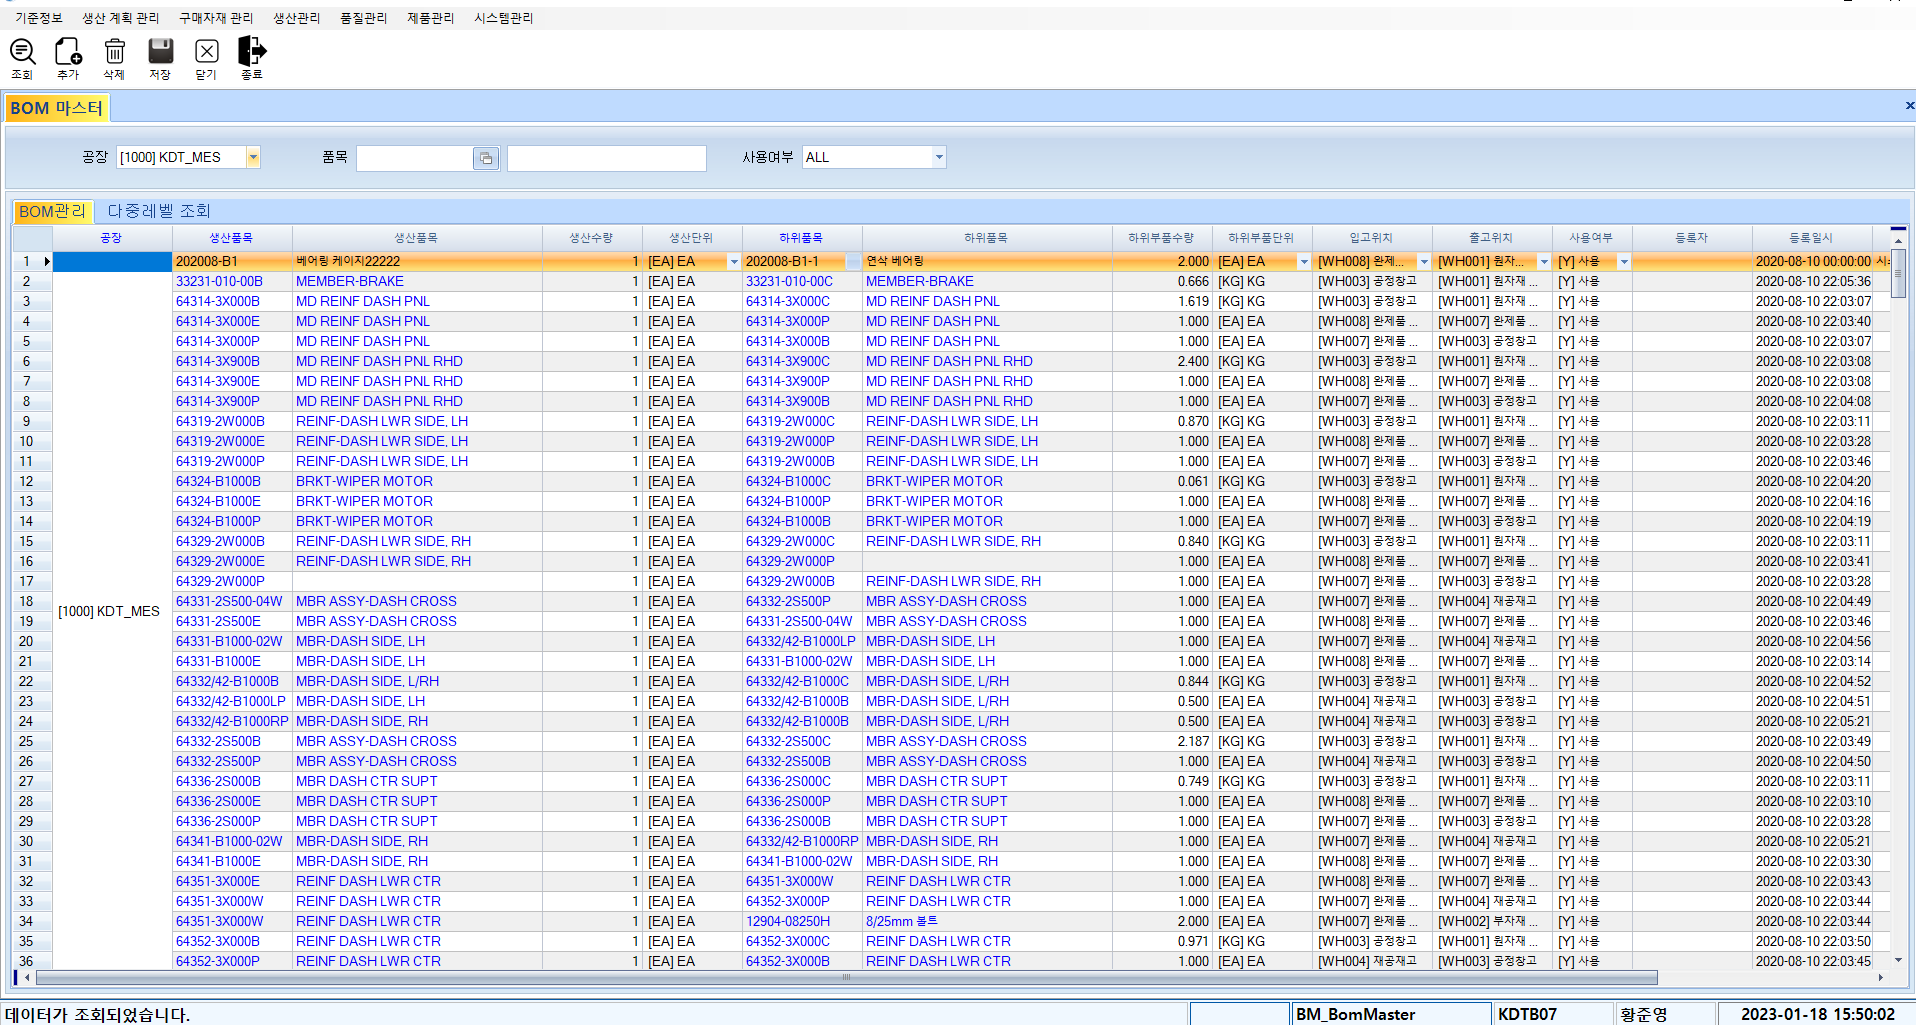 기준정보 생산 계획 관리 구매자재 관리 생산관리 품질관리 제품관리 시스템관리
조회 추가 삭제 저장 닫기 종료
BOM 마스터
공장 [1000] KDT_MES 품목 사용여부 ALL
BOM관리 다중레벨 조회
공장 생산품목 생산품목 생산수량 생산단위 하위품목 하위품목 하위부품수량 하위부품단위 입고위치 출고위치 사용여부 등록자 등록일시
1 202008-B1 베어링 케이지22222 1 [EA] EA 202008-B1-1 연삭 베어링 2.000 [EA] EA [WH008] 완제... [WH001] 원자... [Y] 사용 2020-08-10 00:00:00
2 33231-010-00B MEMBER-BRAKE 1 [EA] EA 33231-010-00C MEMBER-BRAKE 0.666 [KG] KG [WH003] 공정창고 [WH001] 원자재 ... [Y] 사용 2020-08-10 22:05:36
3 64314-3X000B MD REINF DASH PNL 1 [EA] EA 64314-3X000C MD REINF DASH PNL 1.619 [KG] KG [WH003] 공정창고 [WH001] 원자재 ... [Y] 사용 2020-08-10 22:03:07
4 64314-3X000E MD REINF DASH PNL 1 [EA] EA 64314-3X000P MD REINF DASH PNL 1.000 [EA] EA [WH008] 완제품 ... [WH007] 완제품 ... [Y] 사용 2020-08-10 22:03:40
5 64314-3X000P MD REINF DASH PNL 1 [EA] EA 64314-3X000B MD REINF DASH PNL 1.000 [EA] EA [WH007] 완제품 ... [WH003] 공정창고 [Y] 사용 2020-08-10 22:03:07
6 64314-3X900B MD REINF DASH PNL RHD 1 [EA] EA 64314-3X900C MD REINF DASH PNL RHD 2.400 [KG] KG [WH003] 공정창고 [WH001] 원자재 ... [Y] 사용 2020-08-10 22:03:08
7 64314-3X900E MD REINF DASH PNL RHD 1 [EA] EA 64314-3X900P MD REINF DASH PNL RHD 1.000 [EA] EA [WH008] 완제품 ... [WH007] 완제품 ... [Y] 사용 2020-08-10 22:03:08
8 64314-3X900P MD REINF DASH PNL RHD 1 [EA] EA 64314-3X900B MD REINF DASH PNL RHD 1.000 [EA] EA [WH007] 완제품 ... [WH003] 공정창고 [Y] 사용 2020-08-10 22:04:08
9 64319-2W000B REINF-DASH LWR SIDE, LH 1 [EA] EA 64319-2W000C REINF-DASH LWR SIDE, LH 0.870 [KG] KG [WH003] 공정창고 [WH001] 원자재 ... [Y] 사용 2020-08-10 22:03:11
10 64319-2W000E REINF-DASH LWR SIDE, LH 1 [EA] EA 64319-2W000P REINF-DASH LWR SIDE, LH 1.000 [EA] EA [WH008] 완제품 ... [WH007] 완제품 ... [Y] 사용 2020-08-10 22:03:28
11 64319-2W000P REINF-DASH LWR SIDE, LH 1 [EA] EA 64319-2W000B REINF-DASH LWR SIDE, LH 1.000 [EA] EA [WH007] 완제품 ... [WH003] 공정창고 [Y] 사용 2020-08-10 22:03:46
12 64324-B1000B BRKT-WIPER MOTOR 1 [EA] EA 64324-B1000C BRKT-WIPER MOTOR 0.061 [KG] KG [WH003] 공정창고 [WH001] 원자재 ... [Y] 사용 2020-08-10 22:04:20
13 64324-B1000E BRKT-WIPER MOTOR 1 [EA] EA 64324-B1000P BRKT-WIPER MOTOR 1.000 [EA] EA [WH008] 완제품 ... [WH007] 완제품 ... [Y] 사용 2020-08-10 22:04:16
14 64324-B1000P BRKT-WIPER MOTOR 1 [EA] EA 64324-B1000B BRKT-WIPER MOTOR 1.000 [EA] EA [WH007] 완제품 ... [WH003] 공정창고 [Y] 사용 2020-08-10 22:04:19
15 64329-2W000B REINF-DASH LWR SIDE, RH 1 [EA] EA 64329-2W000C REINF-DASH LWR SIDE, RH 0.840 [KG] KG [WH003] 공정창고 [WH001] 원자재 ... [Y] 사용 2020-08-10 22:03:11
16 64329-2W000E REINF-DASH LWR SIDE, RH 1 [EA] EA 64329-2W000P 1.000 [EA] EA [WH008] 완제품 ... [WH007] 완제품 ... [Y] 사용 2020-08-10 22:03:41
17 64329-2W000P 1 [EA] EA 64329-2W000B REINF-DASH LWR SIDE, RH 1.000 [EA] EA [WH007] 완제품 ... [WH003] 공정창고 [Y] 사용 2020-08-10 22:03:28
18 [1000] KDT_MES 64331-2S500-04W MBR ASSY-DASH CROSS 1 [EA] EA 64332-2S500P MBR ASSY-DASH CROSS 1.000 [EA] EA [WH007] 완제품 ... [WH004] 재공재고 [Y] 사용 2020-08-10 22:04:49
19 64331-2S500E MBR ASSY-DASH CROSS 1 [EA] EA 64331-2S500-04W MBR ASSY-DASH CROSS 1.000 [EA] EA [WH008] 완제품 ... [WH007] 완제품 ... [Y] 사용 2020-08-10 22:03:46
20 64331-B1000-02W MBR-DASH SIDE, LH 1 [EA] EA 64332/42-B1000LP MBR-DASH SIDE, LH 1.000 [EA] EA [WH007] 완제품 ... [WH004] 재공재고 [Y] 사용 2020-08-10 22:04:56
21 64331-B1000E MBR-DASH SIDE, LH 1 [EA] EA 64331-B1000-02W MBR-DASH SIDE, LH 1.000 [EA] EA [WH008] 완제품 ... [WH007] 완제품 ... [Y] 사용 2020-08-10 22:03:14
22 64332/42-B1000B MBR-DASH SIDE, L/RH 1 [EA] EA 64332/42-B1000C MBR-DASH SIDE, L/RH 0.844 [KG] KG [WH003] 공정창고 [WH001] 원자재 ... [Y] 사용 2020-08-10 22:04:52
23 64332/42-B1000LP MBR-DASH SIDE, LH 1 [EA] EA 64332/42-B1000B MBR-DASH SIDE, L/RH 0.500 [EA] EA [WH004] 재공재고 [WH003] 공정창고 [Y] 사용 2020-08-10 22:04:51
24 64332/42-B1000RP MBR-DASH SIDE, RH 1 [EA] EA 64332/42-B1000B MBR-DASH SIDE, L/RH 0.500 [EA] EA [WH004] 재공재고 [WH003] 공정창고 [Y] 사용 2020-08-10 22:05:21
25 64332-2S500B MBR ASSY-DASH CROSS 1 [EA] EA 64332-2S500C MBR ASSY-DASH CROSS 2.187 [KG] KG [WH003] 공정창고 [WH001] 원자재 ... [Y] 사용 2020-08-10 22:03:49
26 64332-2S500P MBR ASSY-DASH CROSS 1 [EA] EA 64332-2S500B MBR ASSY-DASH CROSS 1.000 [EA] EA [WH004] 재공재고 [WH003] 공정창고 [Y] 사용 2020-08-10 22:04:50
27 64336-2S000B MBR DASH CTR SUPT 1 [EA] EA 64336-2S000C MBR DASH CTR SUPT 0.749 [KG] KG [WH003] 공정창고 [WH001] 원자재 ... [Y] 사용 2020-08-10 22:03:11
28 64336-2S000E MBR DASH CTR SUPT 1 [EA] EA 64336-2S000P MBR DASH CTR SUPT 1.000 [EA] EA [WH008] 완제품 ... [WH007] 완제품 ... [Y] 사용 2020-08-10 22:03:10
29 64336-2S000P MBR DASH CTR SUPT 1 [EA] EA 64336-2S000B MBR DASH CTR SUPT 1.000 [EA] EA [WH007] 완제품 ... [WH003] 공정창고 [Y] 사용 2020-08-10 22:03:28
30 64341-B1000-02W MBR-DASH SIDE, RH 1 [EA] EA 64332/42-B1000RP MBR-DASH SIDE, RH 1.000 [EA] EA [WH007] 완제품 ... [WH004] 재공재고 [Y] 사용 2020-08-10 22:05:21
31 64341-B1000E MBR-DASH SIDE, RH 1 [EA] EA 64341-B1000-02W MBR-DASH SIDE, RH 1.000 [EA] EA [WH008] 완제품 ... [WH007] 완제품 ... [Y] 사용 2020-08-10 22:03:30
32 64351-3X000E REINF DASH LWR CTR 1 [EA] EA 64351-3X000W REINF DASH LWR CTR 1.000 [EA] EA [WH008] 완제품 ... [WH007] 완제품 ... [Y] 사용 2020-08-10 22:03:43
33 64351-3X000W REINF DASH LWR CTR 1 [EA] EA 64352-3X000P REINF DASH LWR CTR 1.000 [EA] EA [WH007] 완제품 ... [WH004] 재공재고 [Y] 사용 2020-08-10 22:03:44
34 64351-3X000W REINF DASH LWR CTR 1 [EA] EA 12904-08250H 8/25mm 볼트 2.000 [EA] EA [WH007] 완제품 ... [WH002] 부자재 ... [Y] 사용 2020-08-10 22:03:44
35 64352-3X000B REINF DASH LWR CTR 1 [EA] EA 64352-3X000C REINF DASH LWR CTR 0.971 [KG] KG [WH003] 공정창고 [WH001] 원자재 ... [Y] 사용 2020-08-10 22:03:50
36 64352-3X000P REINF DASH LWR CTR 1 [EA] EA 64352-3X000B REINF DASH LWR CTR 1.000 [EA] EA [WH004] 재공재고 [WH003] 공정창고 [Y] 사용 2020-08-10 22:03:45
데이터가 조회되었습니다. BM_BomMaster KDTB07 황준영 2023-01-18 15:50:02